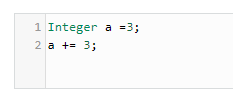 1 Integer a =3;
2 a += 3;